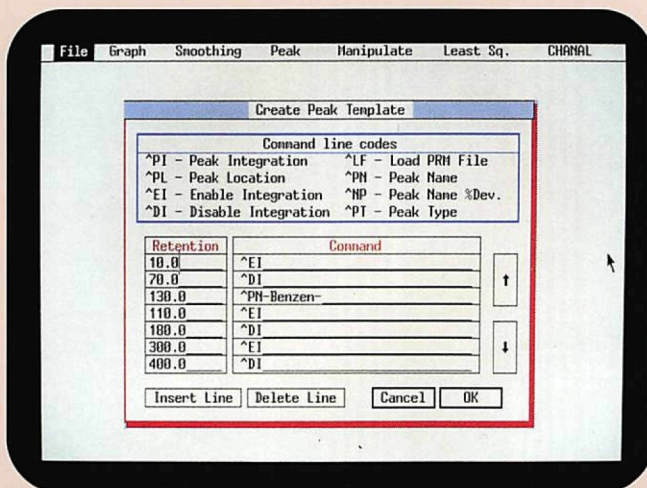 File Graph Smoothing Peak Manipulate Least Sq. CHANAL
Create Peak Template
Command line codes
^PI - Peak Integration ^LF - Load PRM File
^PL - Peak Location ^PN - Peak Name
^EI - Enable Integration ^NP - Peak Name %Dev.
^DI - Disable Integration ^PT - Peak Type
Retention Command
10.0 ^EI
70.0 ^DI
130.0 ^PN-Benzen-
110.0 ^EI
180.0 ^DI
300.0 ^EI
400.0 ^DI
Insert Line Delete Line Cancel OK